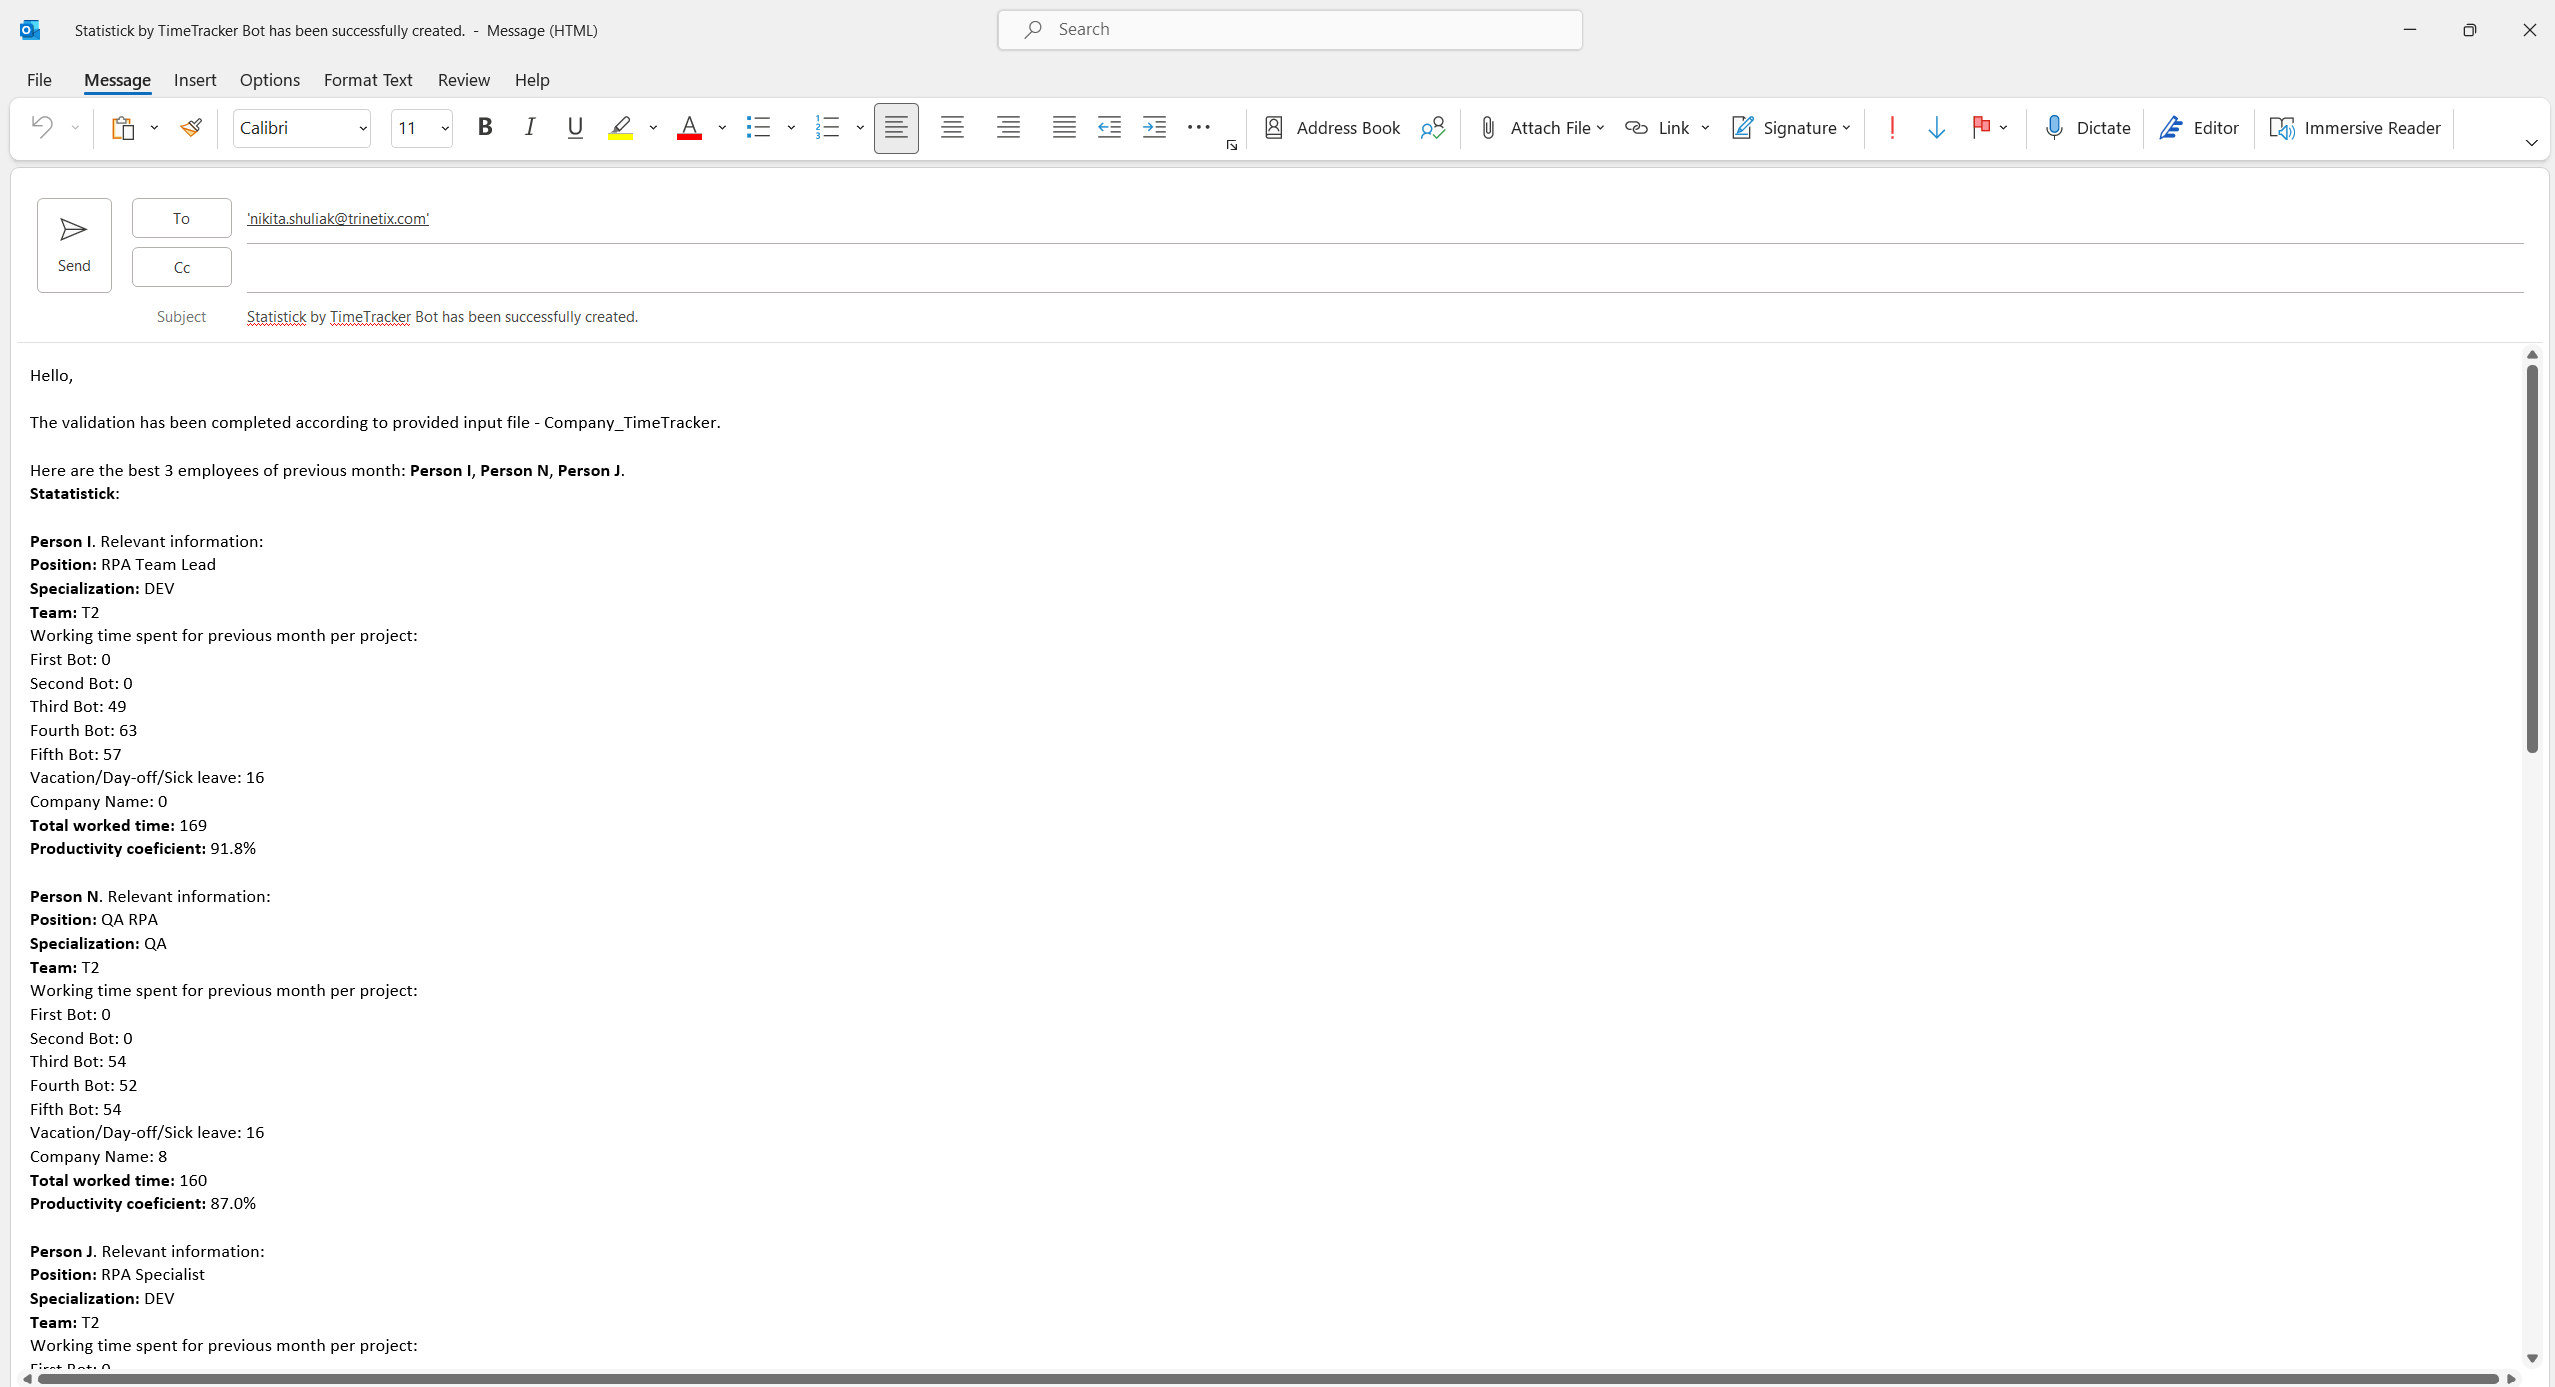 Statistick by TimeTracker Bot has been successfully created. - Message (HTML)
Search
File Message Insert Options Format Text Review Help
Calibri 11 B I U A Address Book Attach File Link Signature Dictate Editor Immersive Reader
Send
To 'nikita.shuliak@trinetix.com'
Cc
Subject Statistick by TimeTracker Bot has been successfully created.
Hello,
The validation has been completed according to provided input file - Company_TimeTracker.
Here are the best 3 employees of previous month: Person I, Person N, Person J.
Statatistick:
Person I. Relevant information:
Position: RPA Team Lead
Specialization: DEV
Team: T2
Working time spent for previous month per project:
First Bot: 0
Second Bot: 0
Third Bot: 49
Fourth Bot: 63
Fifth Bot: 57
Vacation/Day-off/Sick leave: 16
Company Name: 0
Total worked time: 169
Productivity coeficient: 91.8%
Person N. Relevant information:
Position: QA RPA
Specialization: QA
Team: T2
Working time spent for previous month per project:
First Bot: 0
Second Bot: 0
Third Bot: 54
Fourth Bot: 52
Fifth Bot: 54
Vacation/Day-off/Sick leave: 16
Company Name: 8
Total worked time: 160
Productivity coeficient: 87.0%
Person J. Relevant information:
Position: RPA Specialist
Specialization: DEV
Team: T2
Working time spent for previous month per project:
First Bot: 0